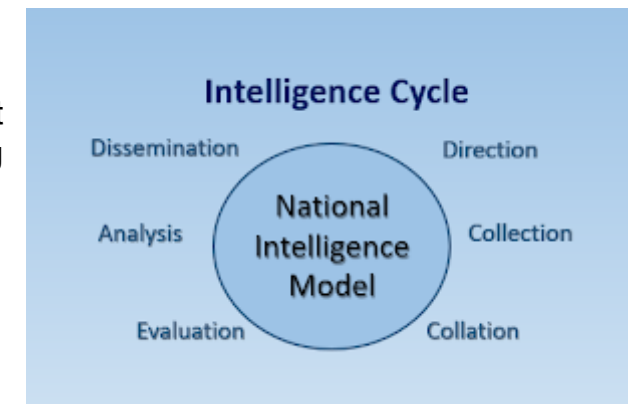 Intelligence Cycle
Dissemination
Direction
National
Intelligence
Model
Analysis
Collection
Evaluation
Collation